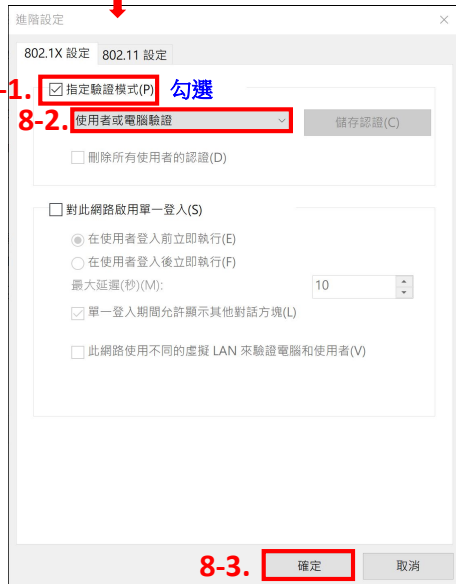 進階設定
802.1X 設定 802.11 設定
-1. 指定驗證模式(P) 勾選
8-2. 使用者或電腦驗證 儲存認證(C)
刪除所有使用者的認證(D)
對此網路啟用單一登入(S)
在使用者登入前立即執行(E)
在使用者登入後立即執行(F)
最大延遲(秒)(M): 10
單一登入期間允許顯示其他對話方塊(L)
此網路使用不同的虛擬 LAN 來驗證電腦和使用者(V)
8-3. 確定 取消